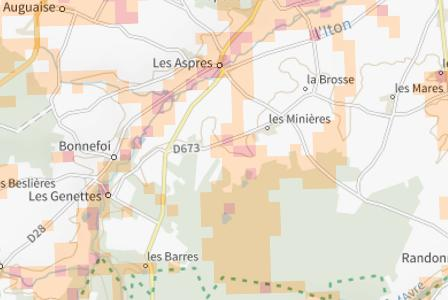 Auguaise
l'Iton
Les Aspres
la Brosse
les Mares
les Minières
Bonnefoi
D673
s Beslières
Les Genettes
D28
les Barres
Randon
l'Avre